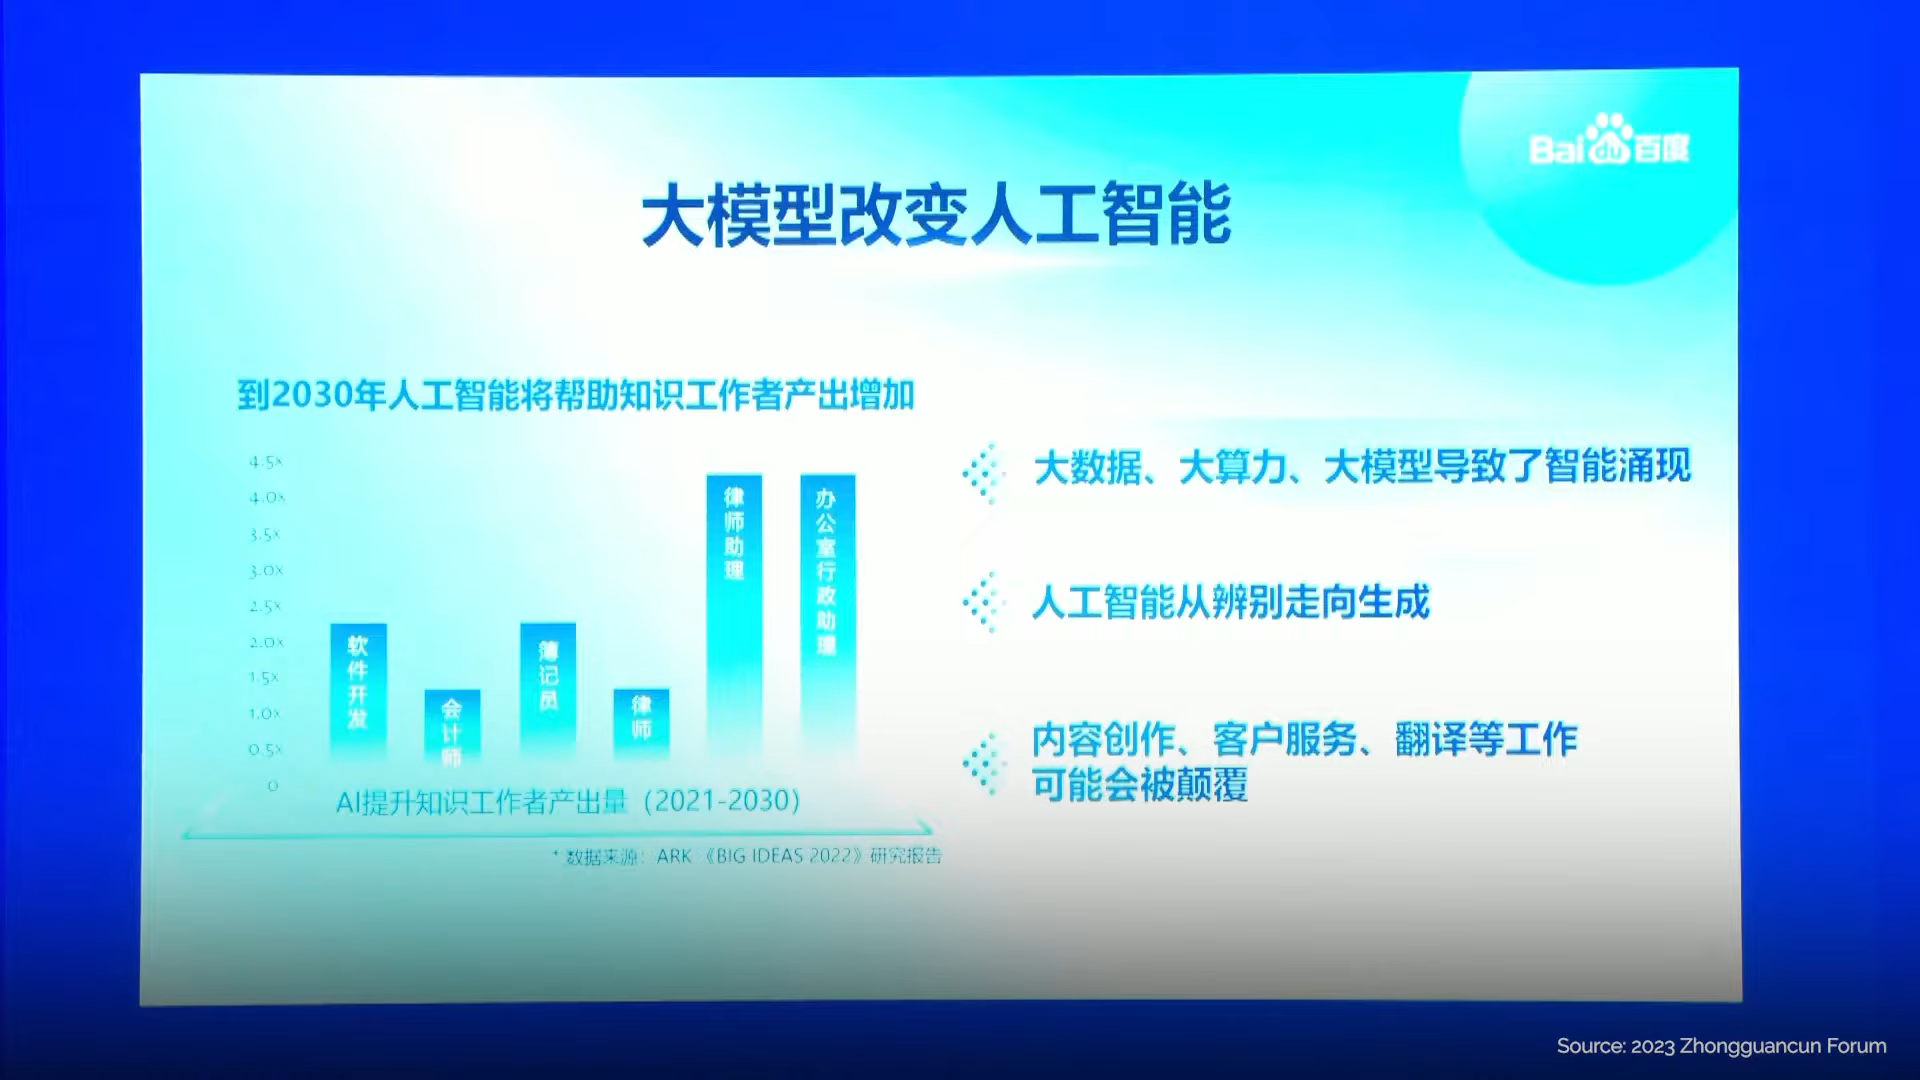 Baidu百度
大模型改变人工智能
到2030年人工智能将帮助知识工作者产出增加
4.5x
4.0x
3.5x
3.0x
2.5x
2.0x
1.5x
1.0x
0.5x
0
软件开发
会计师
簿记员
律师
律师助理
办公室行政助理
AI提升知识工作者产出量（2021-2030）
* 数据来源：ARK 《BIG IDEAS 2022》研究报告
大数据、大算力、大模型导致了智能涌现
人工智能从辨别走向生成
内容创作、客户服务、翻译等工作
可能会被颠覆
Source: 2023 Zhongguancun Forum